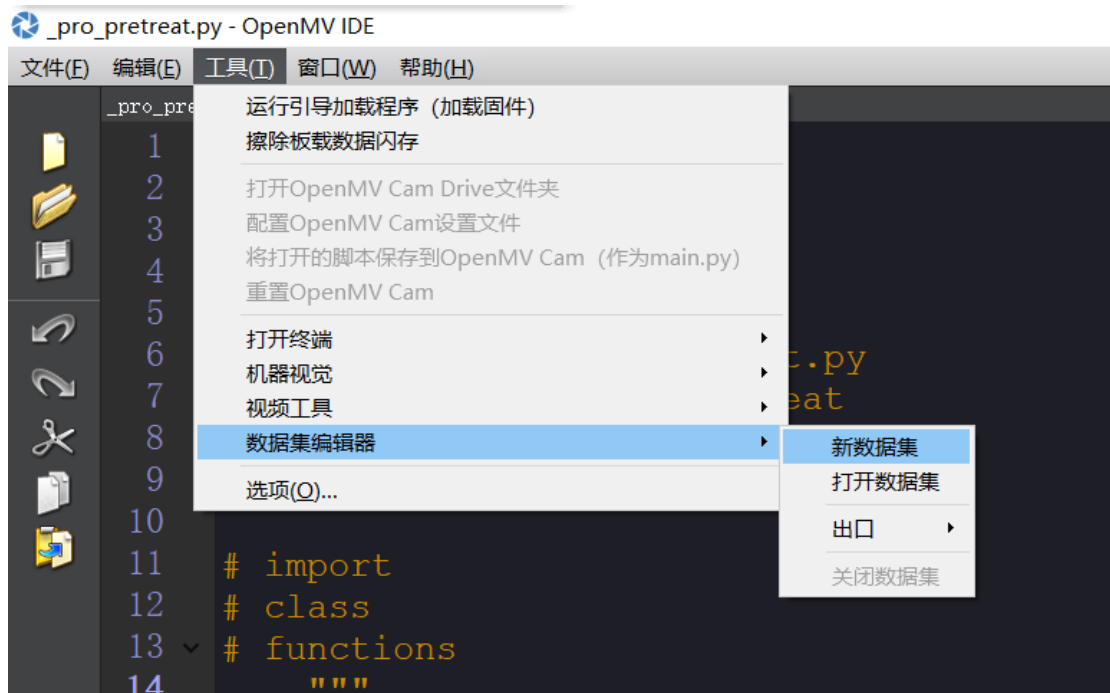 _pro_pretreat.py - OpenMV IDE
文件(F) 编辑(E) 工具(T) 窗口(W) 帮助(H)
_pro_pre
运行引导加载程序（加载固件）
擦除板载数据闪存
打开OpenMV Cam Drive文件夹
配置OpenMV Cam设置文件
将打开的脚本保存到OpenMV Cam（作为main.py）
重置OpenMV Cam
打开终端
机器视觉
视频工具
数据集编辑器
选项(O)...
新数据集
打开数据集
出口
关闭数据集
1
2
3
4
5
6 t.py
7 eat
8
9
10
11 # import
12 # class
13 # functions
14 """